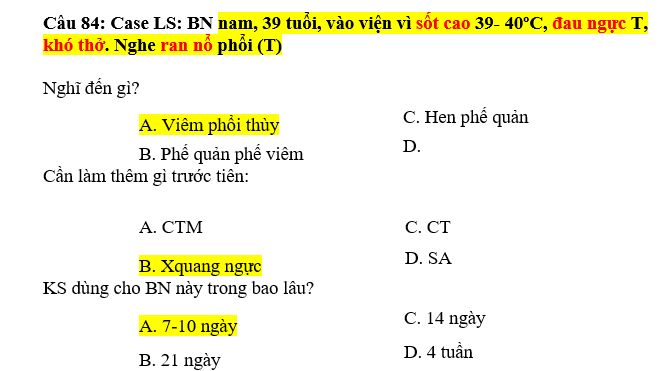 Câu 84: Case LS: BN nam, 39 tuổi, vào viện vì sốt cao 39- 40ºC, đau ngực T,
khó thở. Nghe ran nổ phổi (T)
Nghĩ đến gì?
A. Viêm phổi thùy
C. Hen phế quản
B. Phế quản phế viêm
D.
Cần làm thêm gì trước tiên:
A. CTM
C. CT
B. Xquang ngực
D. SA
KS dùng cho BN này trong bao lâu?
A. 7-10 ngày
C. 14 ngày
B. 21 ngày
D. 4 tuần